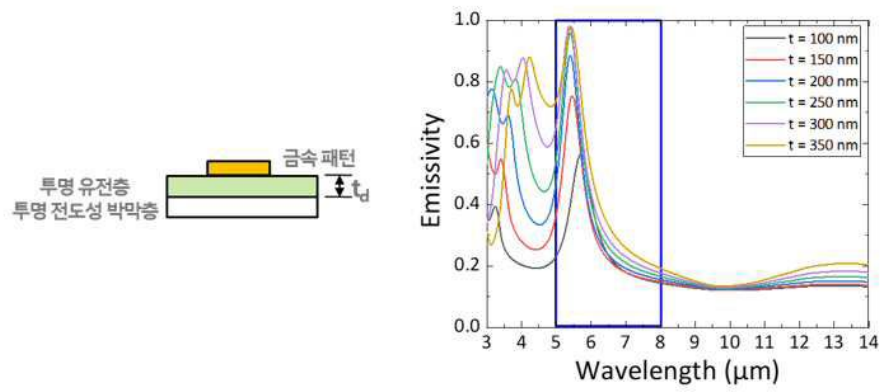 금속 패턴
투명 유전층
t_d
투명 전도성 박막층
Emissivity
1.0
0.8
0.6
0.4
0.2
0.0
3 4 5 6 7 8 9 10 11 12 13 14
Wavelength (μm)
t = 100 nm
t = 150 nm
t = 200 nm
t = 250 nm
t = 300 nm
t = 350 nm